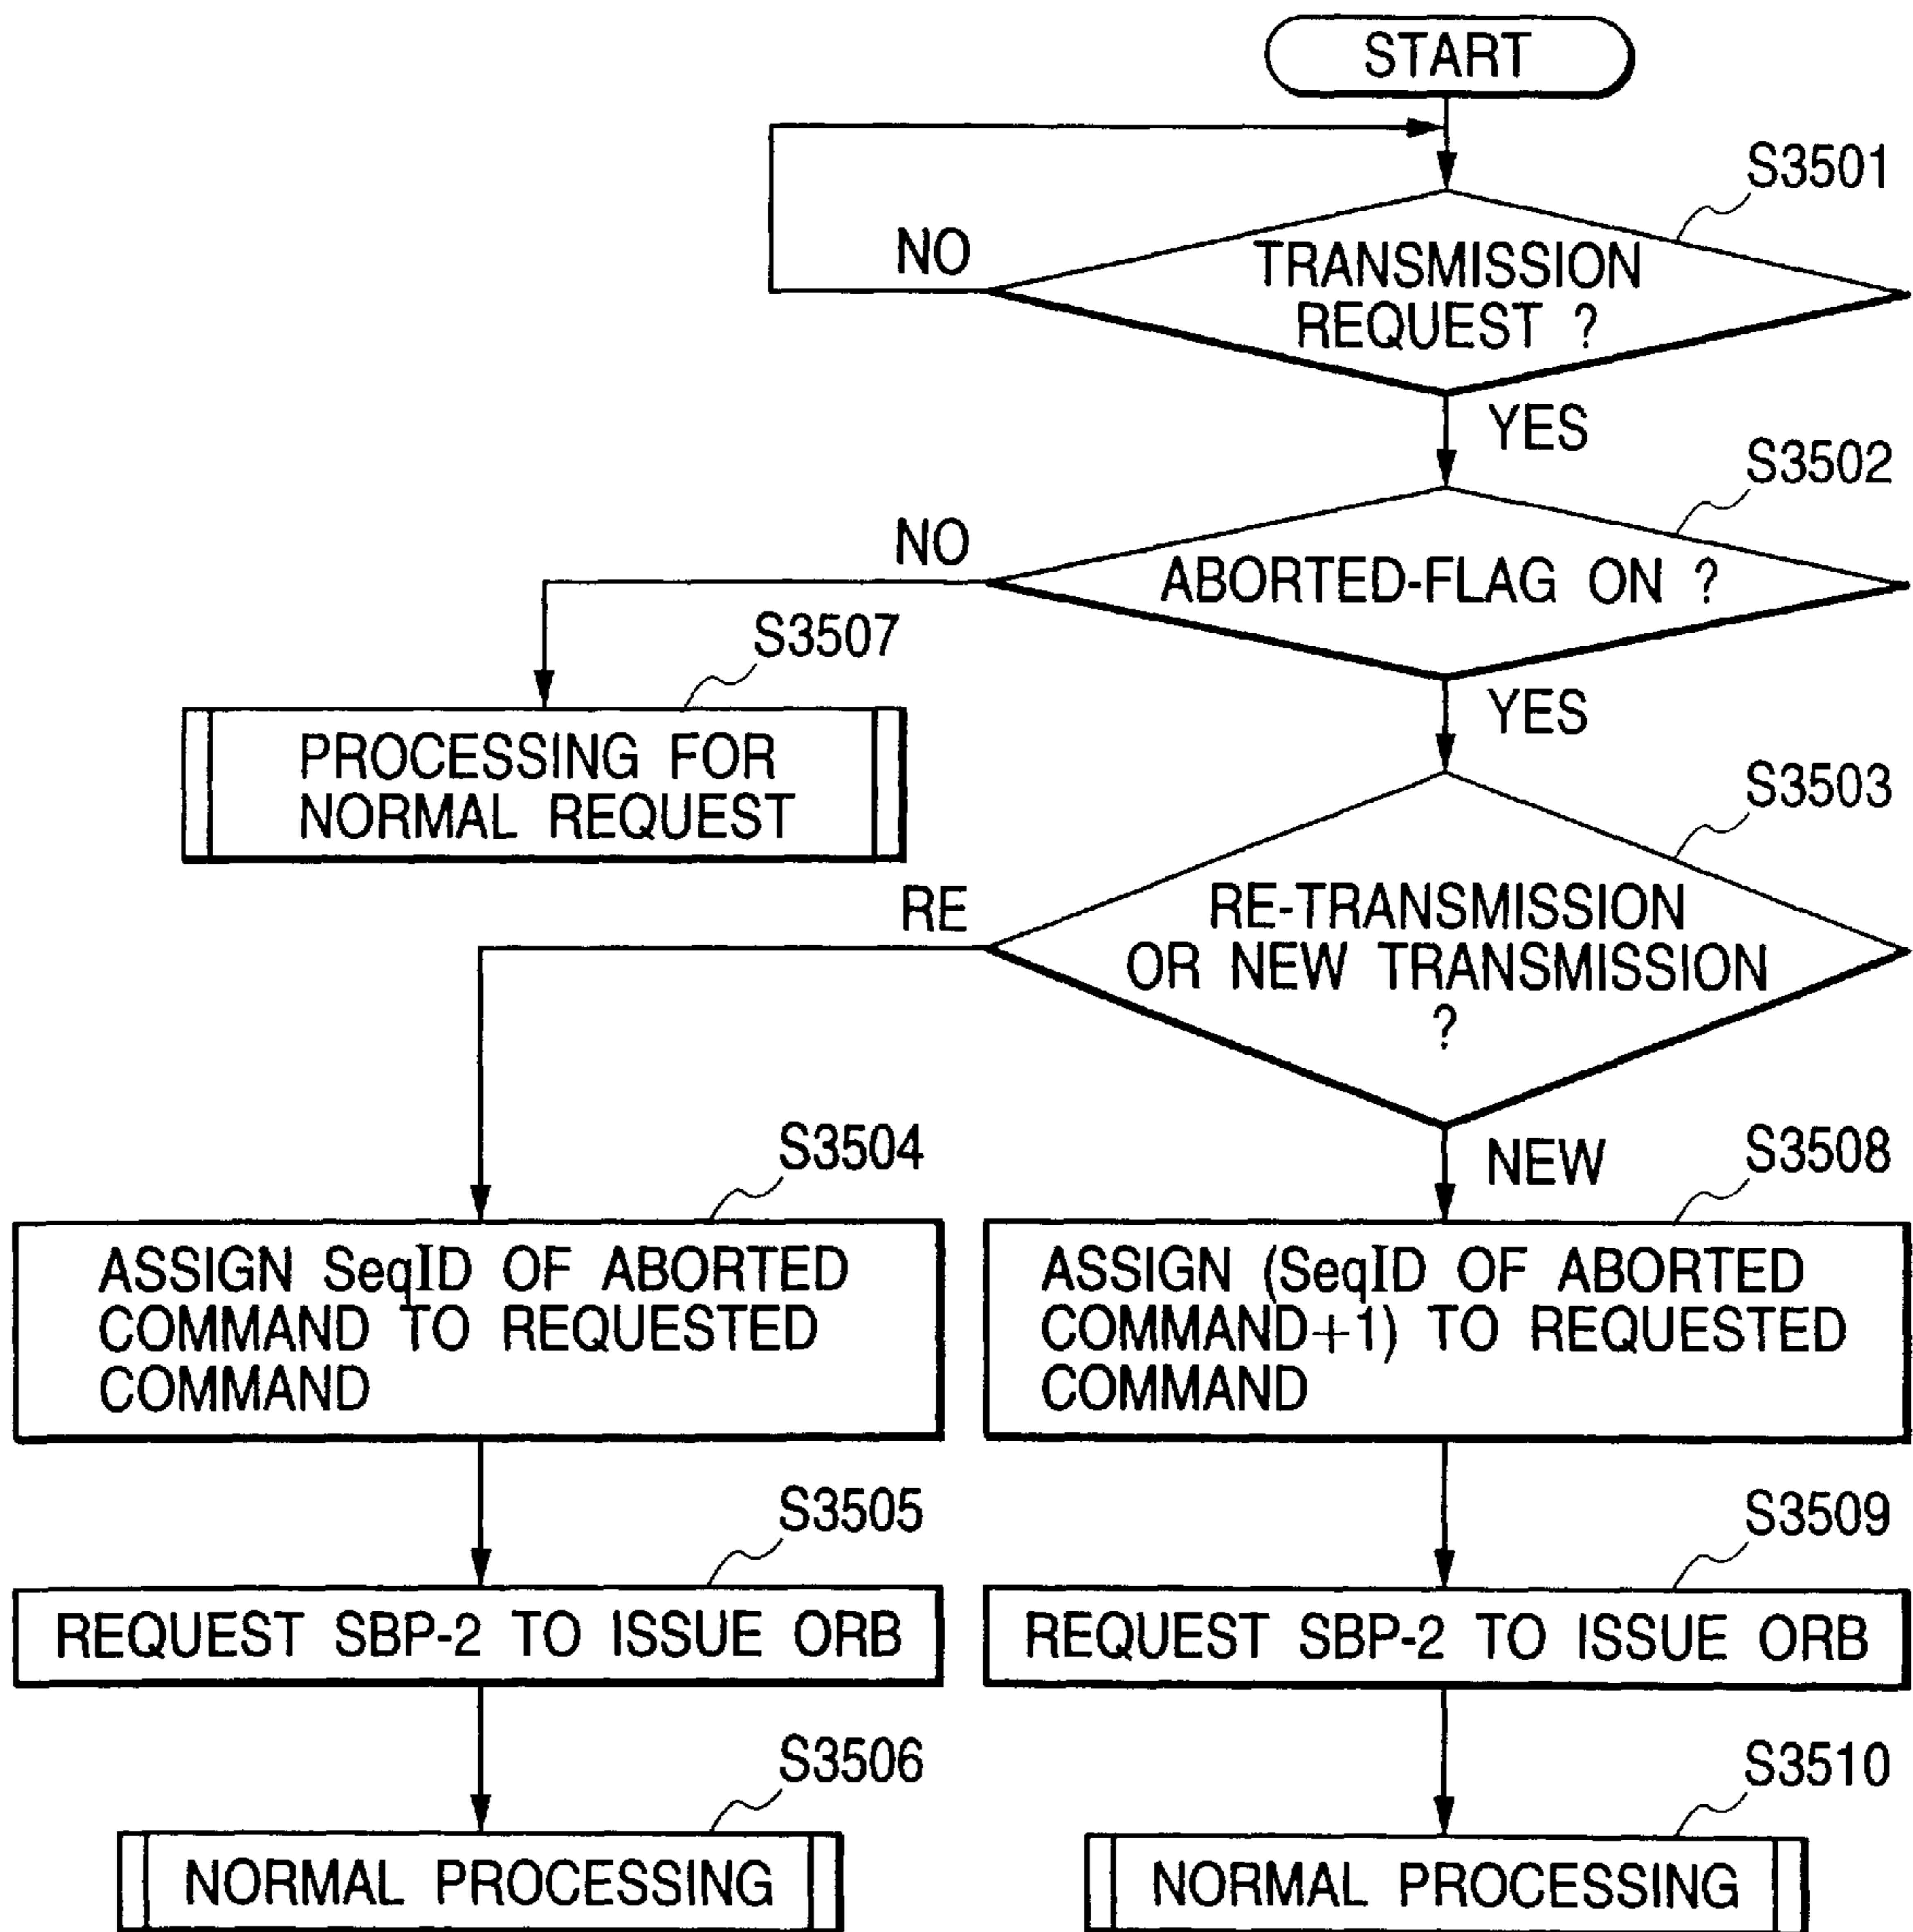 START
S3501
NO
TRANSMISSION
REQUEST ?
YES
S3502
NO
ABORTED-FLAG ON ?
S3507
YES
PROCESSING FOR
NORMAL REQUEST
S3503
RE
RE-TRANSMISSION
OR NEW TRANSMISSION
?
S3504
NEW
S3508
ASSIGN SeqID OF ABORTED
COMMAND TO REQUESTED
COMMAND
ASSIGN (SeqID OF ABORTED
COMMAND+1) TO REQUESTED
COMMAND
S3505
S3509
REQUEST SBP-2 TO ISSUE ORB
REQUEST SBP-2 TO ISSUE ORB
S3506
S3510
NORMAL PROCESSING
NORMAL PROCESSING